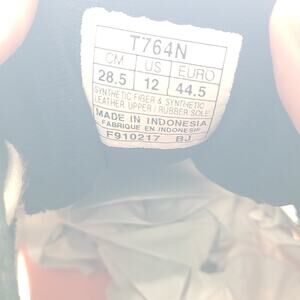 T764N
CM US EURO
28.5 12 44.5
SYNTHETIC FIBER & SYNTHETIC
LEATHER UPPER / RUBBER SOLE
MADE IN INDONESIA
FABRIQUE EN INDONESIE
F910217 BJ